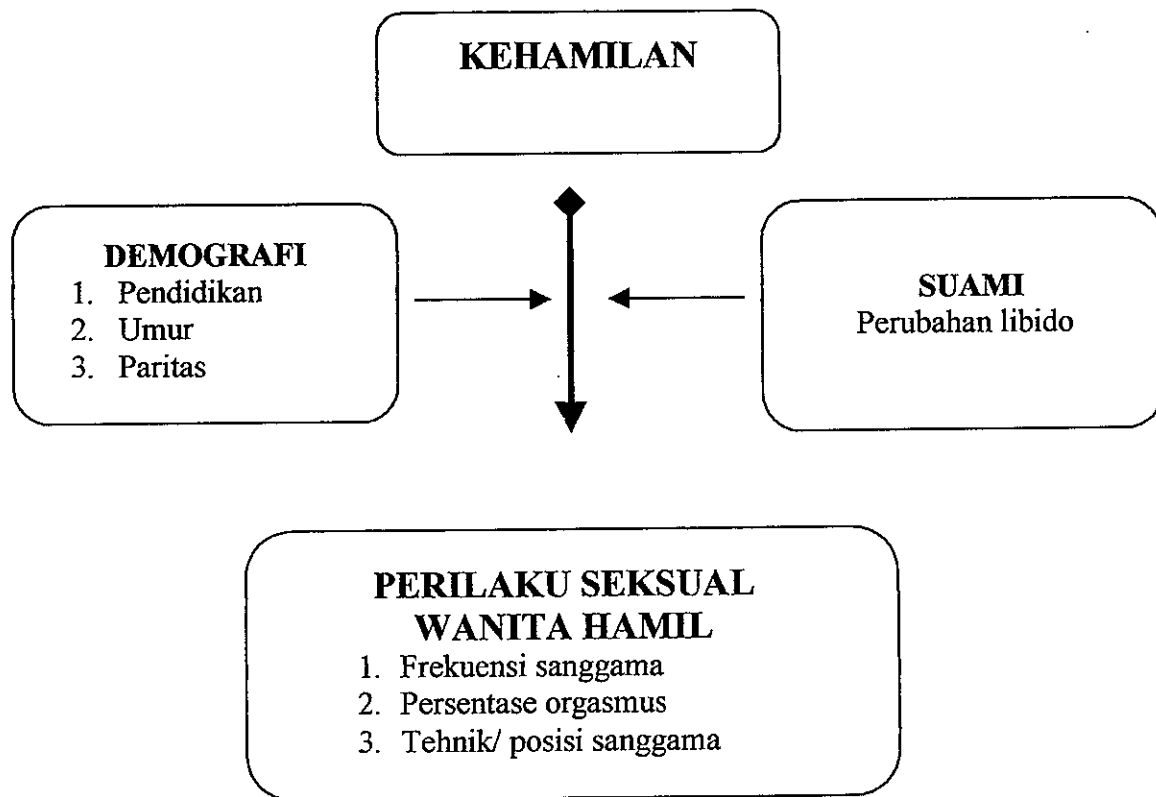 KEHAMILAN
DEMOGRAFI
1. Pendidikan
2. Umur
3. Paritas
SUAMI
Perubahan libido
PERILAKU SEKSUAL
WANITA HAMIL
1. Frekuensi sanggama
2. Persentase orgasmus
3. Tehnik/ posisi sanggama